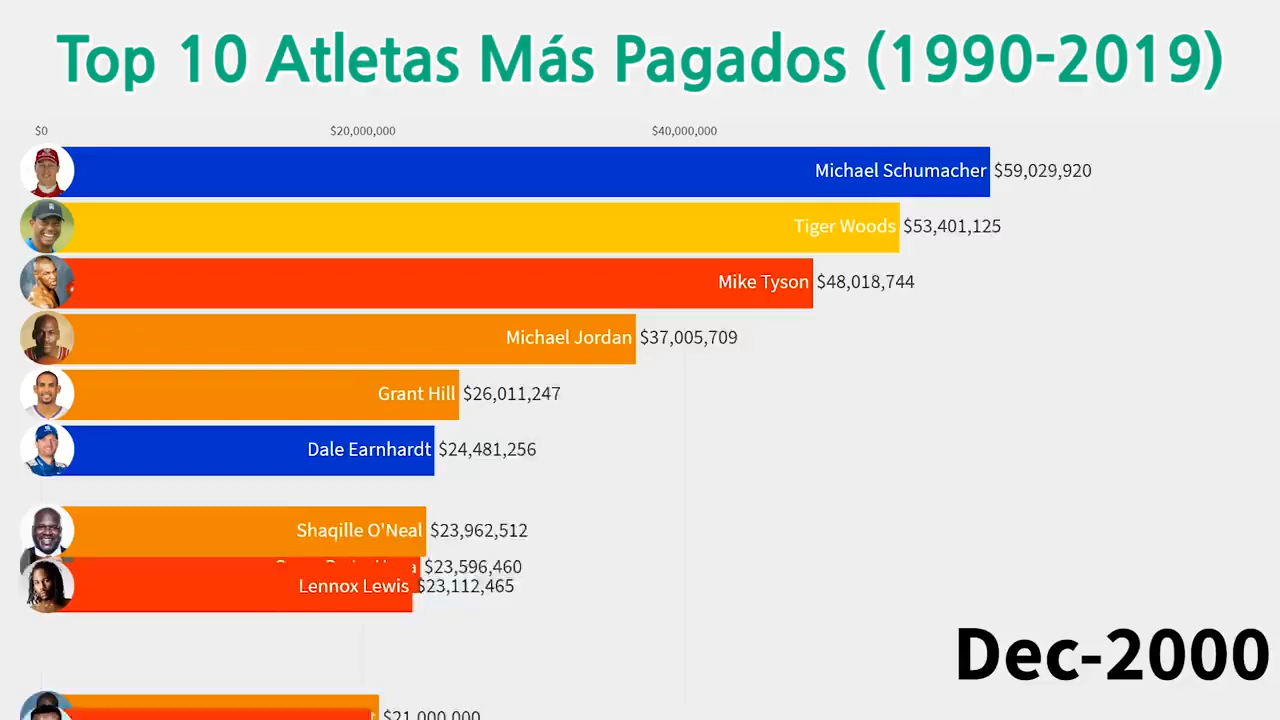 Top 10 Atletas Más Pagados (1990-2019)
$0 $20,000,000 $40,000,000
Michael Schumacher $59,029,920
Tiger Woods $53,401,125
Mike Tyson $48,018,744
Michael Jordan $37,005,709
Grant Hill $26,011,247
Dale Earnhardt $24,481,256
Shaqille O'Neal $23,962,512
$23,596,460
Lennox Lewis $23,112,465
Dec-2000
$21,000,000